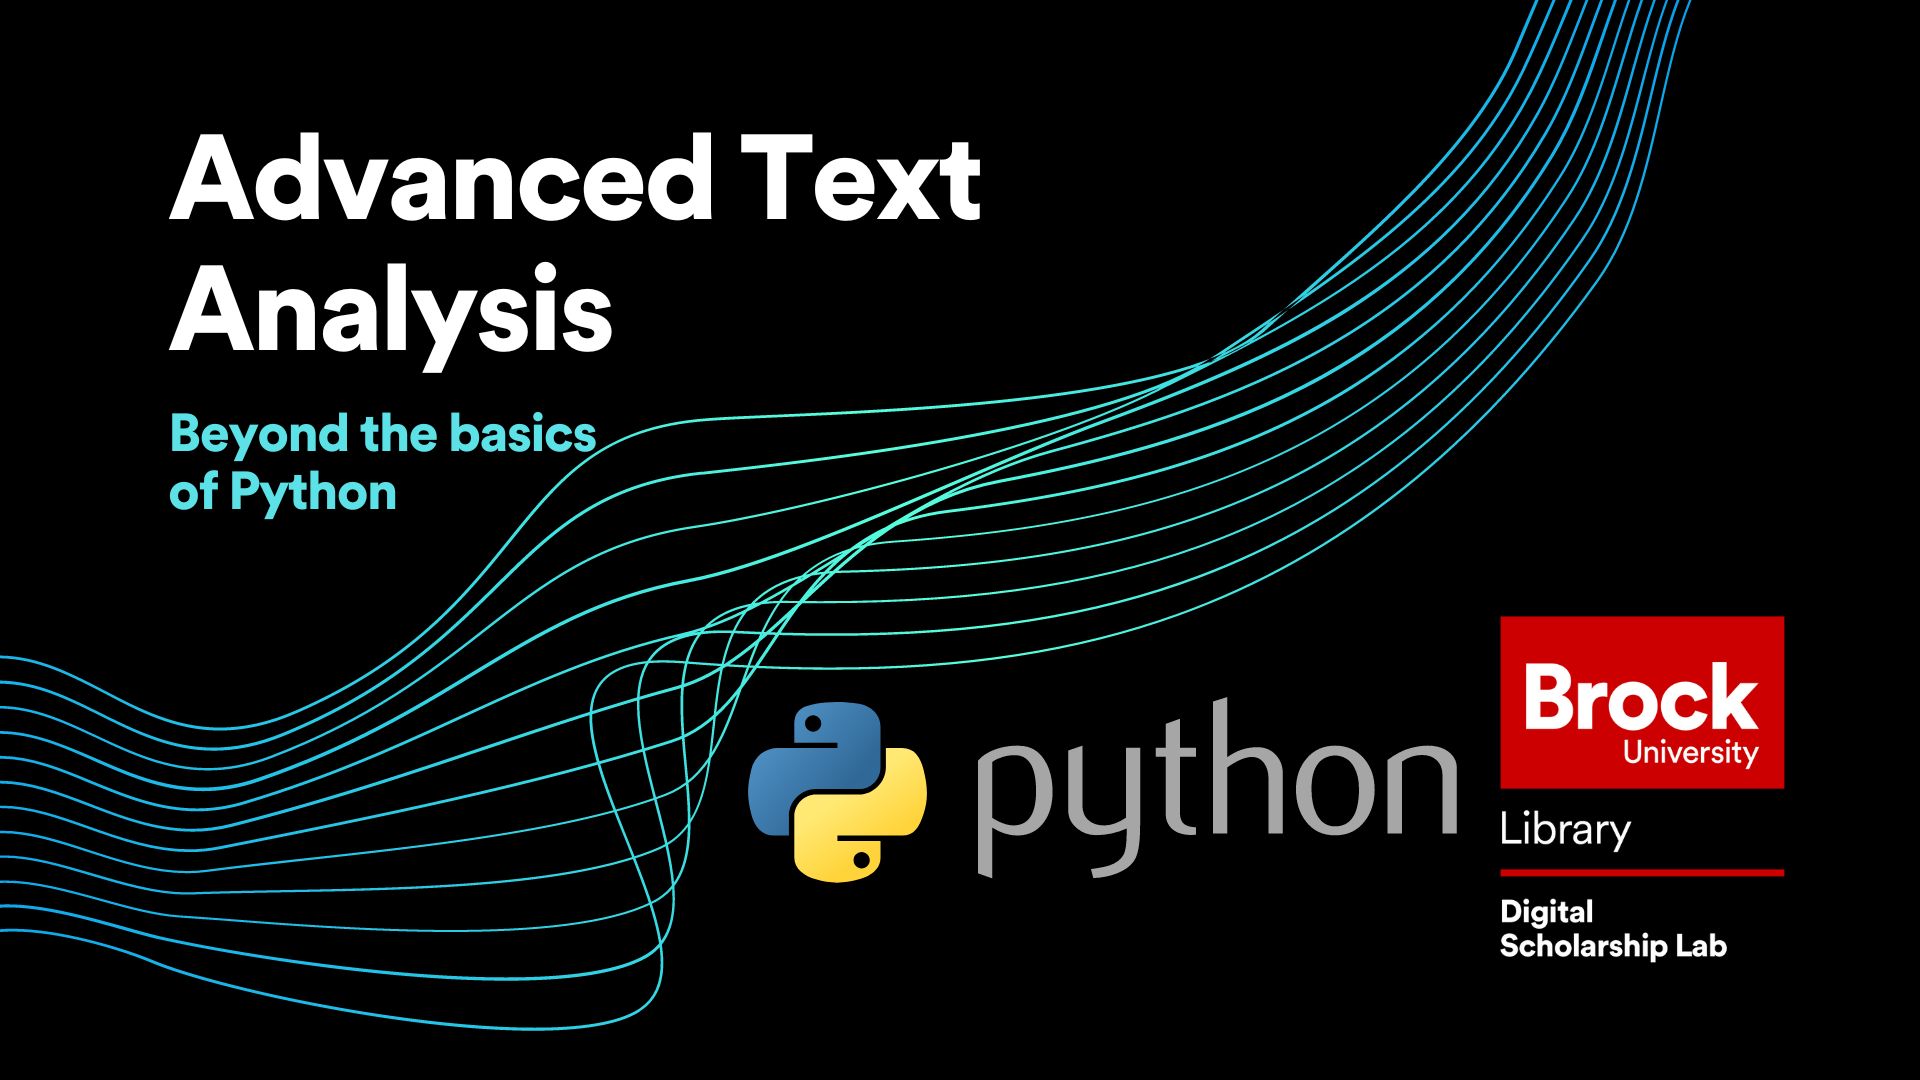 Advanced Text
Analysis
Beyond the basics
of Python
python
Brock
University
Library
Digital
Scholarship Lab